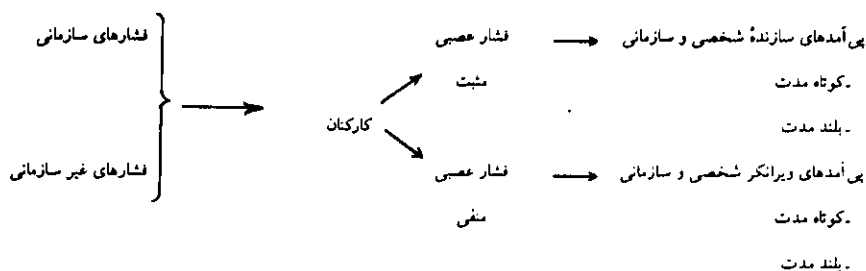 فشارهای سازمانی
فشارهای غیر سازمانی
کارکنان
فشار عصبی
مثبت
فشار عصبی
منفی
پی‌آمدهای سازندهٔ شخصی و سازمانی
-کوتاه مدت
-بلند مدت
پی‌آمدهای ویرانگر شخصی و سازمانی
-کوتاه مدت
-بلند مدت